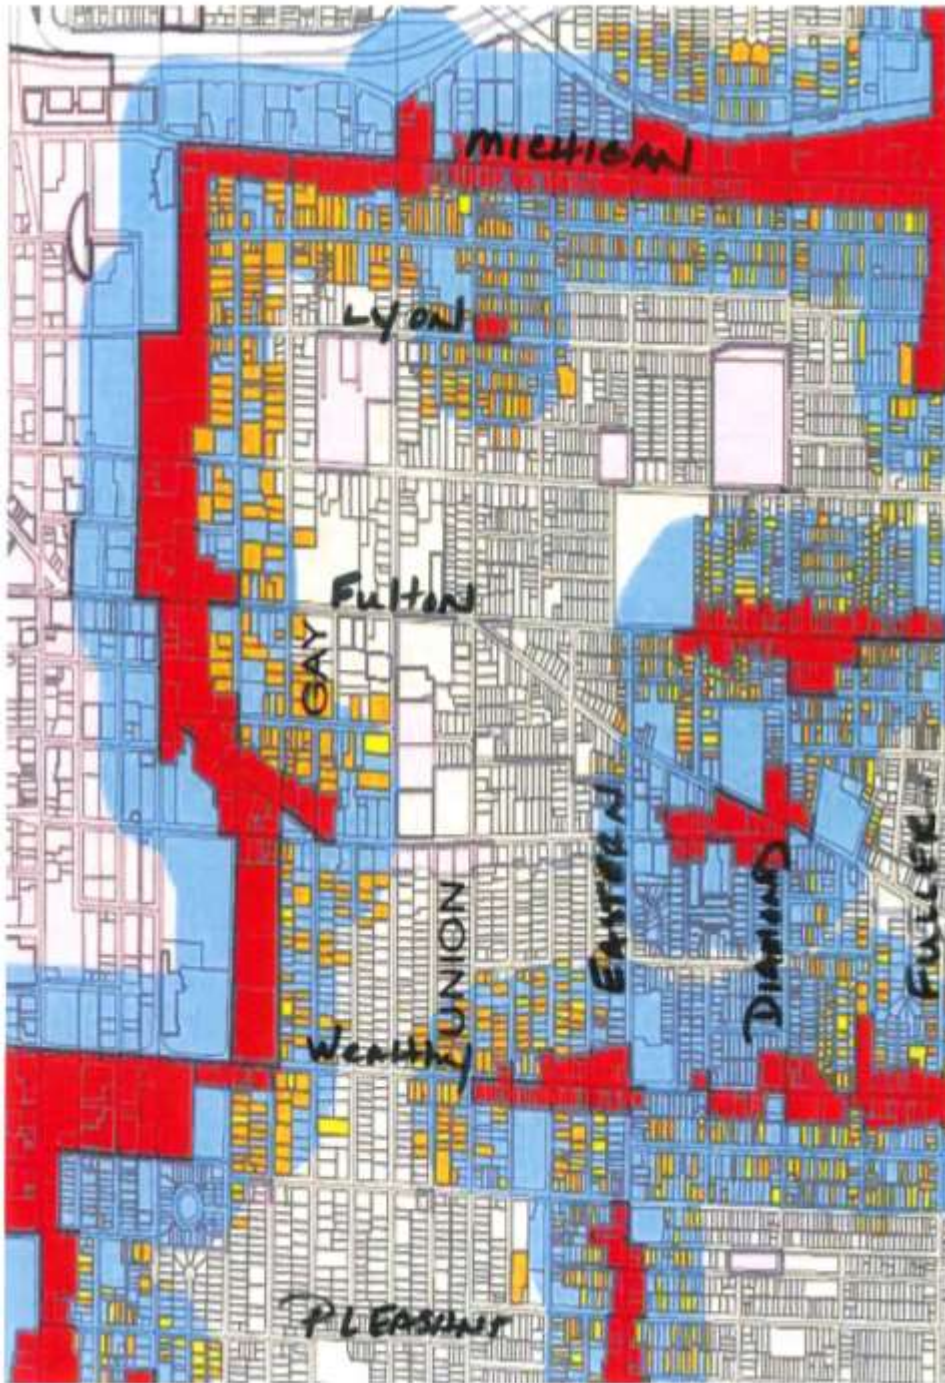 MICHIGAN
LYON
Fulton
GAY
EASTERN
DIAMOND
FULLER
UNION
Wealthy
PLEASANT